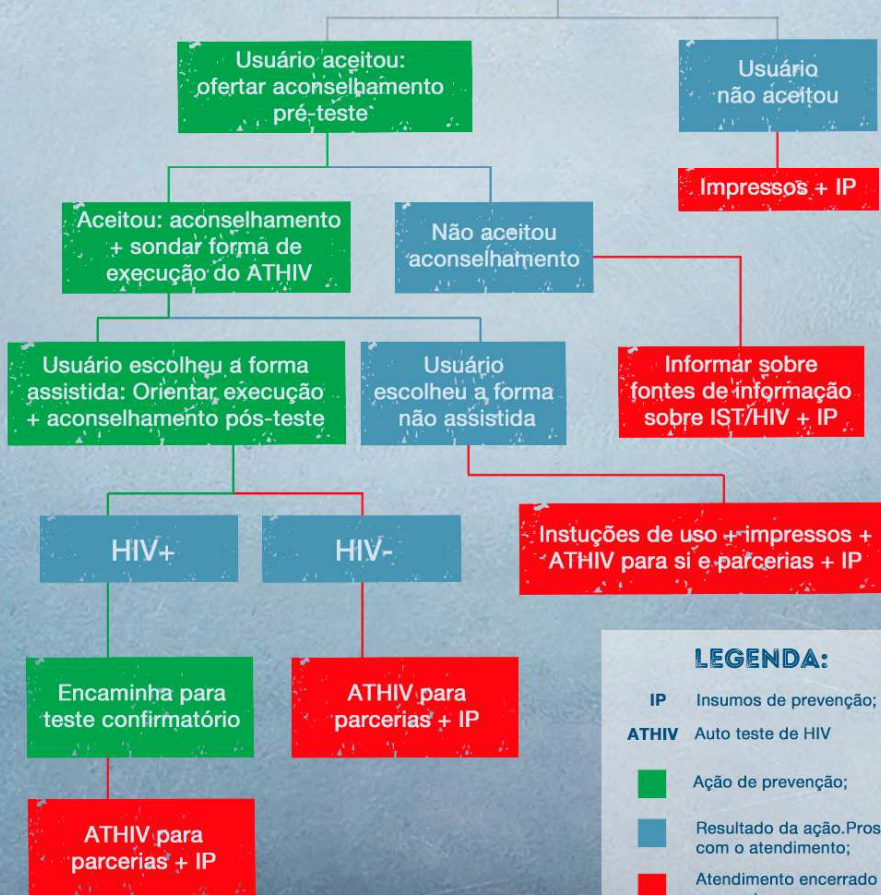 Usuário aceitou:
ofertar aconselhamento
pré-teste
Usuário
não aceitou
Impressos + IP
Aceitou: aconselhamento
+ sondar forma de
execução do ATHIV
Não aceitou
aconselhamento
Usuário escolheu a forma
assistida: Orientar execução
+ aconselhamento pós-teste
Usuário
escolheu a forma
não assistida
Informar sobre
fontes de informação
sobre IST/HIV + IP
HIV+
HIV-
Instuções de uso + impressos +
ATHIV para si e parcerias + IP
Encaminha para
teste confirmatório
ATHIV para
parcerias + IP
ATHIV para
parcerias + IP
LEGENDA:
IP Insumos de prevenção;
ATHIV Auto teste de HIV
Ação de prevenção;
Resultado da ação.Pros
com o atendimento;
Atendimento encerrado